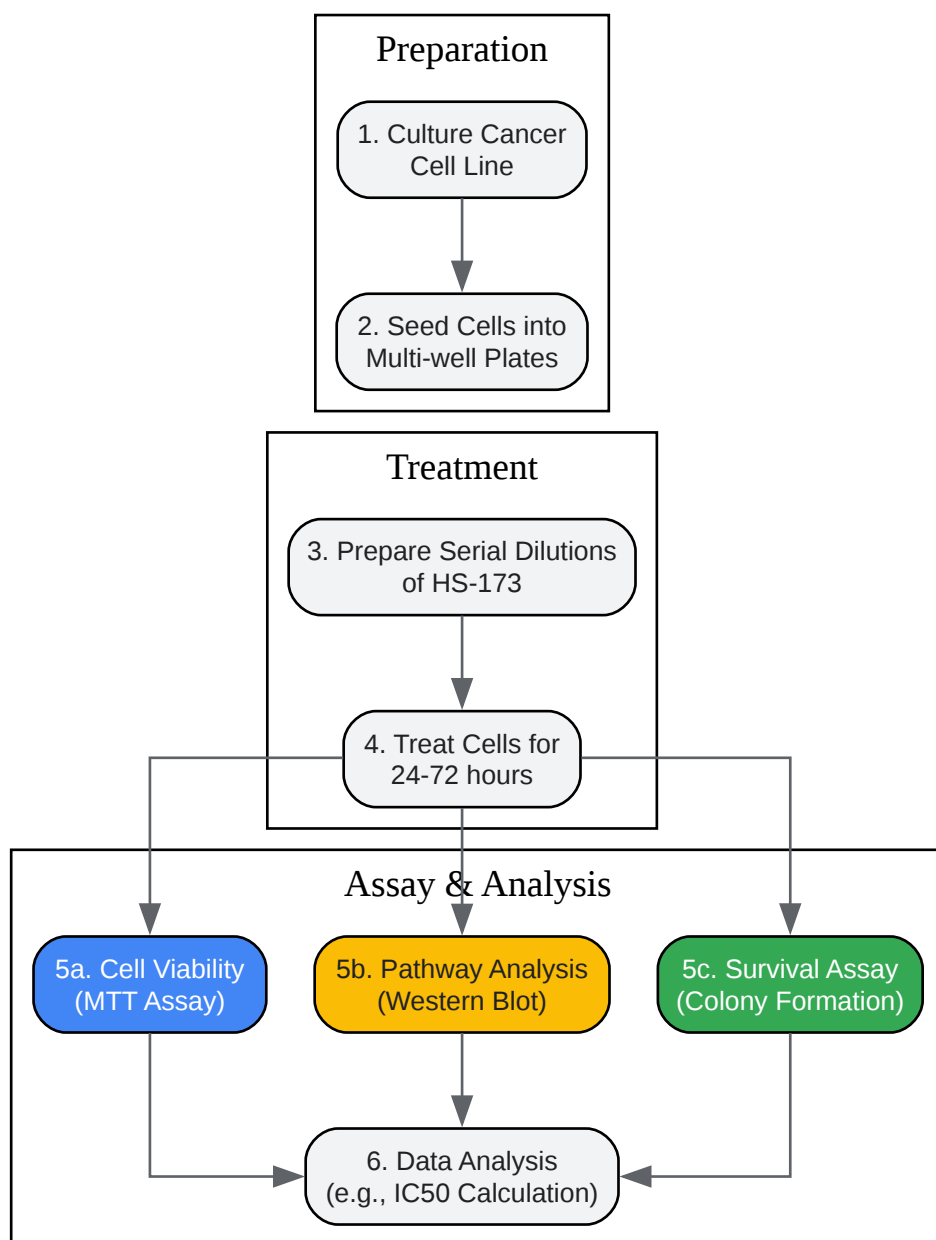 Preparation
1. Culture Cancer
Cell Line
2. Seed Cells into
Multi-well Plates
Treatment
3. Prepare Serial Dilutions
of HS-173
4. Treat Cells for
24-72 hours
Assay & Analysis
5a. Cell Viability
(MTT Assay)
5b. Pathway Analysis
(Western Blot)
5c. Survival Assay
(Colony Formation)
6. Data Analysis
(e.g., IC50 Calculation)